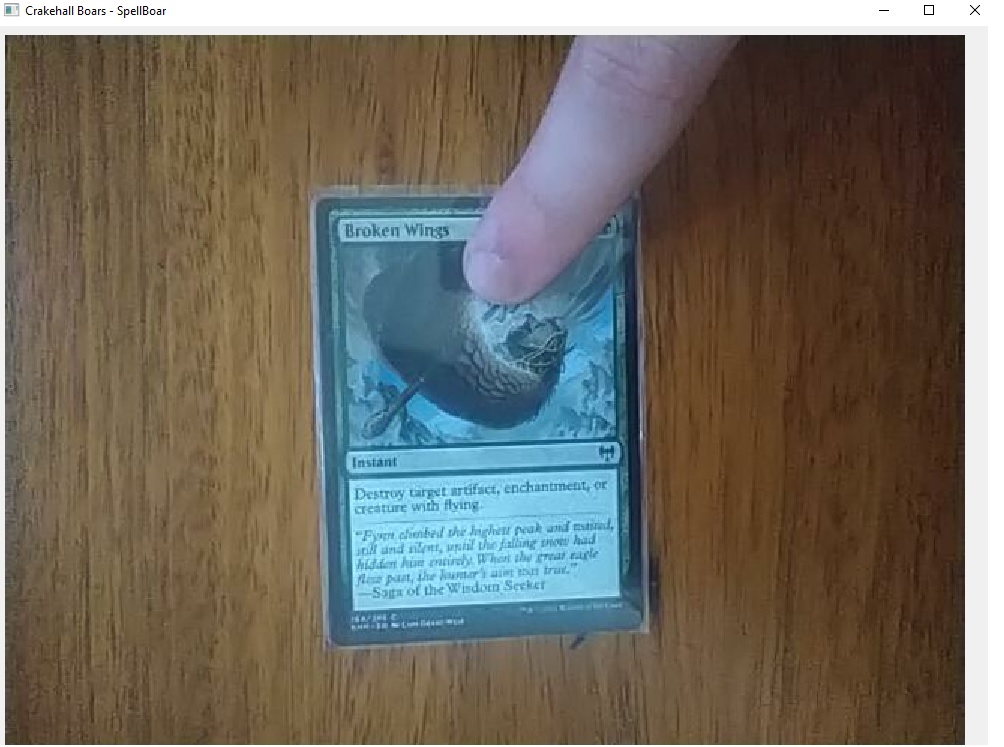 Crakehall Boars - SpellBoar
Broken Wings
Instant
Destroy target artifact, enchantment, or
creature with flying.
"Fynn climbed the highest peak and waited,
still and silent, until the falling snow had
hidden him entirely. When the great eagle
flew past, the hunter's aim was true."
—Saga of the Wisdom Seeker